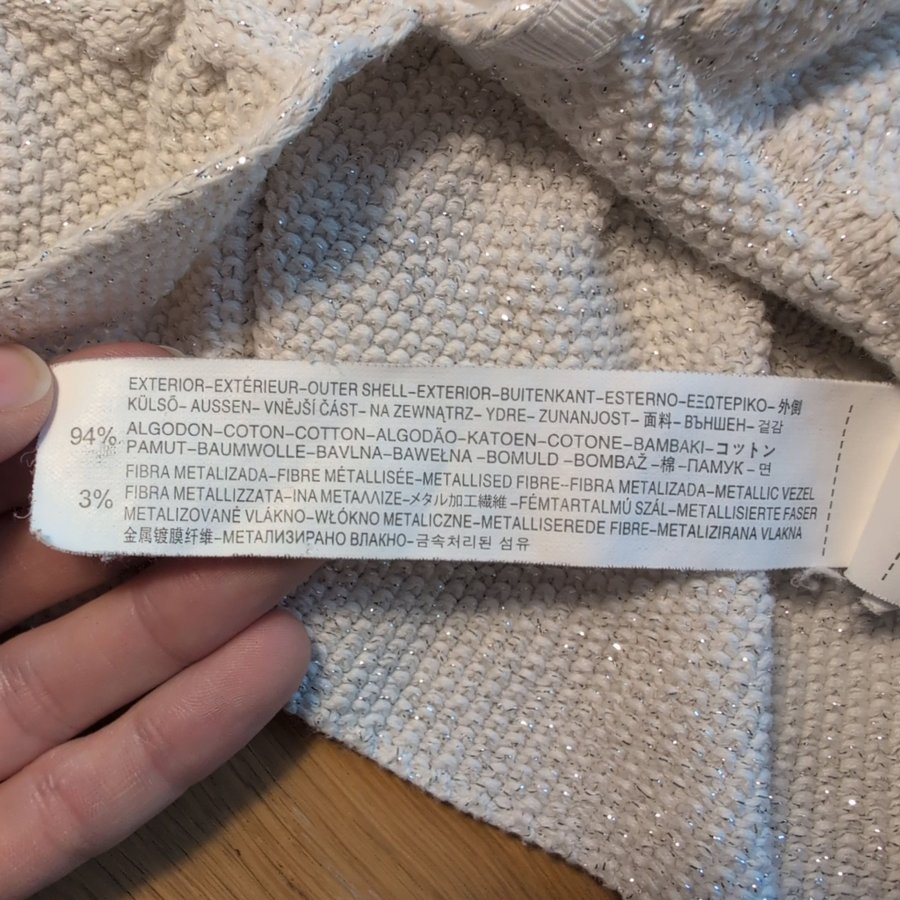 EXTERIOR-EXTÉRIEUR-OUTER SHELL-EXTERIOR-BUITENKANT-ESTERNO-ΕΞΩΤΕΡΙΚΟ-外側
KÜLSŐ- AUSSEN- VNĚJŠÍ ČÁST- NA ZEWNĄTRZ- YDRE- ZUNANJOST- 面料- ВЪНШЕН- 겉감
94% ALGODON-COTON-COTTON-ALGODÃO-KATOEN-COTONE-BAMBAKI-コットン
PAMUT-BAUMWOLLE-BAVLNA-BAWEŁNA -BOMULD -BOMBAŽ -棉-ПАМУК - 면
FIBRA METALIZADA-FIBRE MÉTALLISÉE-METALLISED FIBRE-FIBRA METALIZADA-METALLIC VEZEL
3% FIBRA METALLIZZATA-ΙΝΑ ΜΕΤΑΛΛΙΖΕ-メタル加工繊維 -FÉMTARTALMÚ SZÁL-METALLISIERTE FASER
METALIZOVANÉ VLÁKNO-WŁÓKNO METALICZNE-METALLISEREDE FIBRE-METALIZIRANA VLAKNA
金属镀膜纤维-МЕТАЛИЗИРАНО ВЛАКНО-금속처리된 섬유